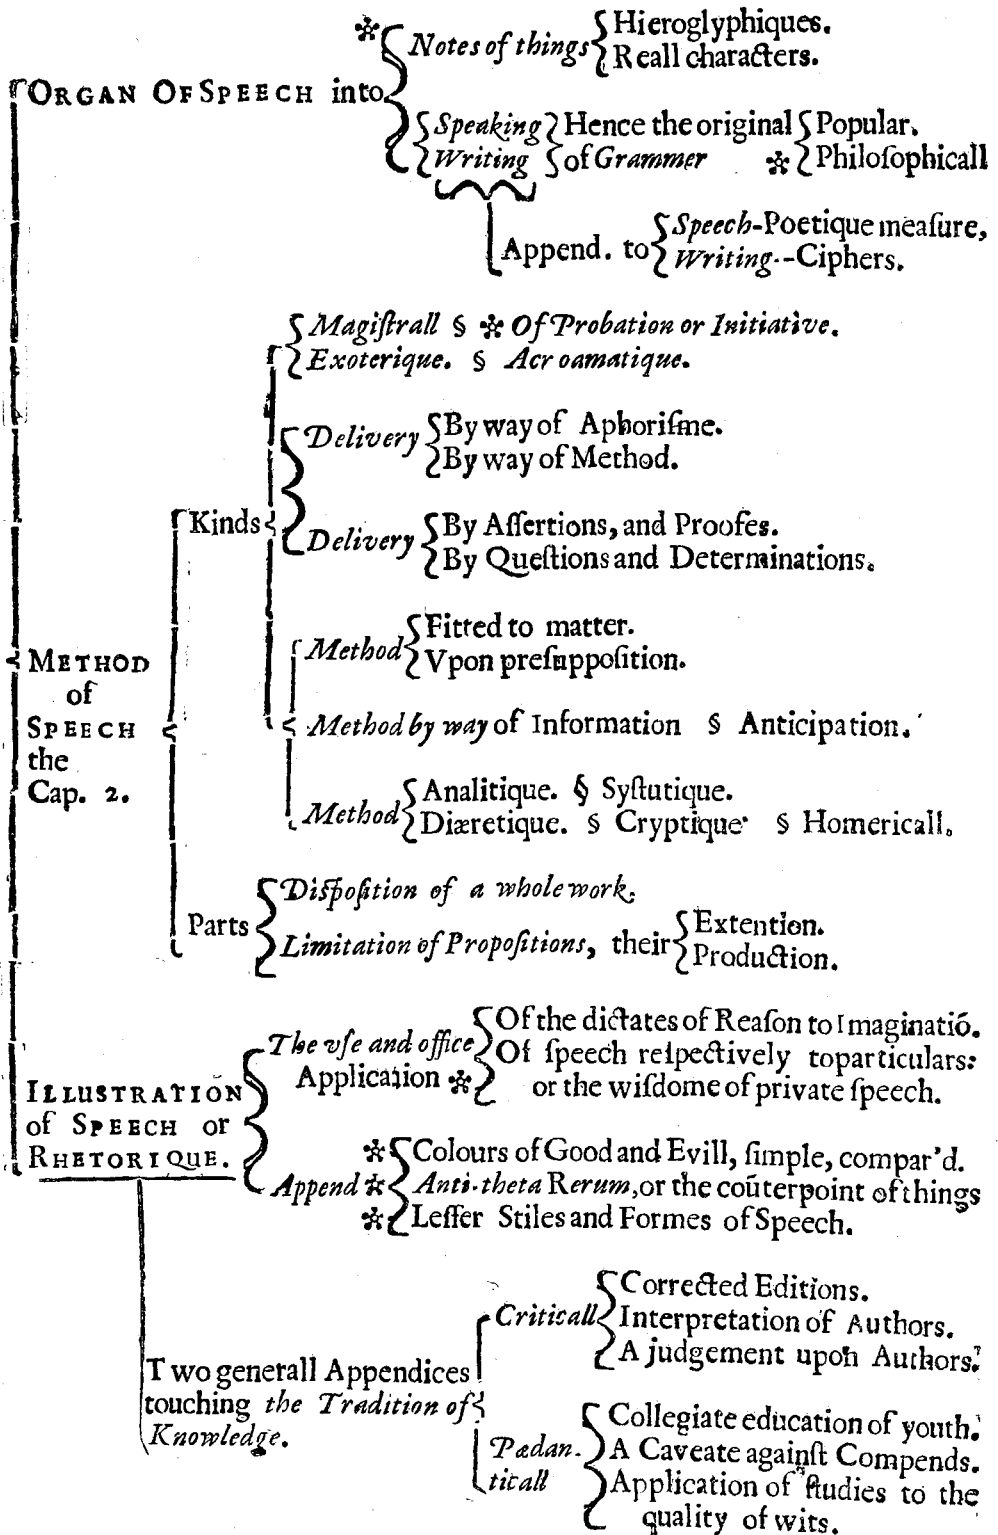 * Notes of things Hieroglyphiques.
Reall characters.
ORGAN OF SPEECH into
Speaking Hence the original Popular.
Writing of Grammer * Philoſophicall
Append. to Speech-Poetique meaſure,
Writing--Ciphers.
Magiſtrall § * Of Probation or Initiative.
Exoterique. § Acroamatique.
Delivery By way of Aphoriſme.
By way of Method.
Kinds
Delivery By Aſſertions, and Proofes.
By Queſtions and Determinations.
METHOD
of
SPEECH
the
Cap. 2.
Method Fitted to matter.
Vpon preſuppoſition.
Method by way of Information § Anticipation.
Method Analitique. § Syſtutique.
Diæretique. § Cryptique § Homericall.
Parts
Diſpoſition of a whole work.
Limitation of Propoſitions, their Extention.
Production.
ILLUSTRATIŌN
of SPEECH or
RHETORIQUE.
The vſe and office Of the dictates of Reaſon to Imaginatiō.
Application * Of ſpeech reſpectively to particulars:
or the wiſdome of private ſpeech.
Append * * Colours of Good and Evill, ſimple, compar'd.
* Anti-theta Rerum, or the coūterpoint of things
* Leſſer Stiles and Formes of Speech.
Two generall Appendices
touching the Tradition of
Knowledge.
Criticall Corrected Editions.
Interpretation of Authors.
A judgement upon Authors.
Pædan-
ticall
Collegiate education of youth.
A Caveate againſt Compends.
Application of ſtudies to the
quality of wits.